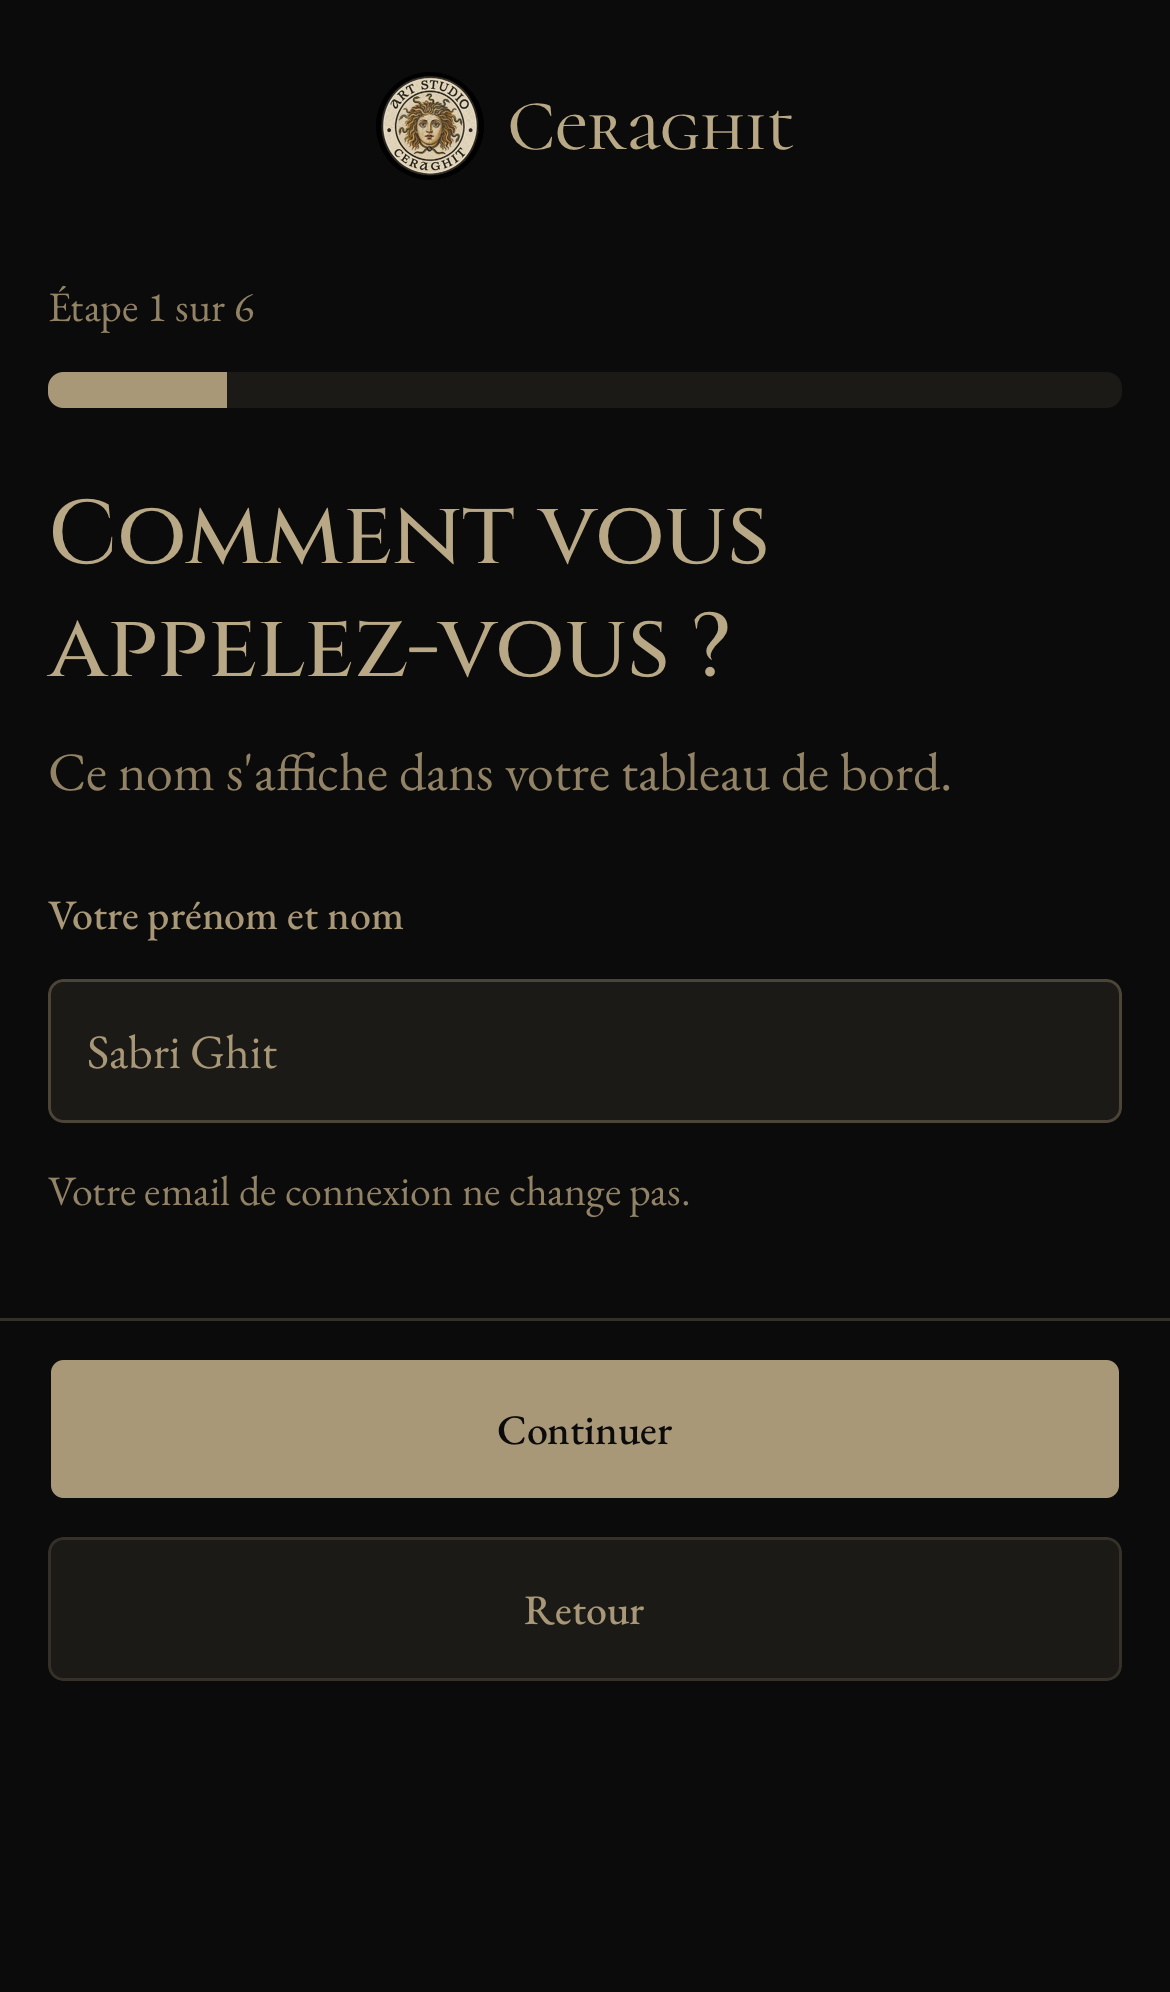 ART STUDIO
CERAGHIT
Ceraghit
Étape 1 sur 6
Comment vous
appelez-vous ?
Ce nom s'affiche dans votre tableau de bord.
Votre prénom et nom
Sabri Ghit
Votre email de connexion ne change pas.
Continuer
Retour